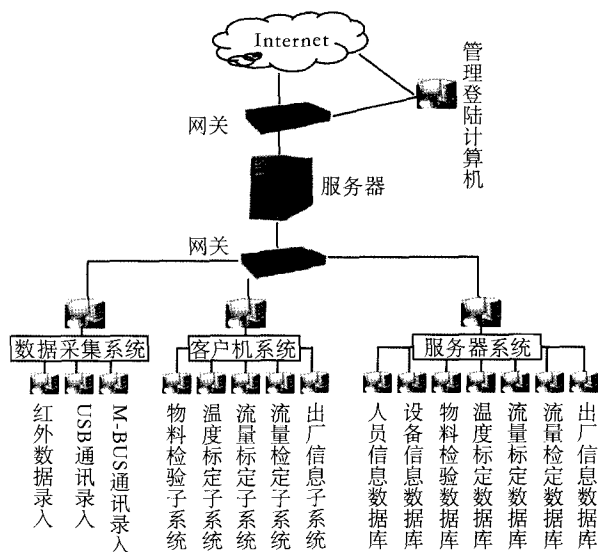 Internet
管理登陆计算机
网关
服务器
网关
数据采集系统
客户机系统
服务器系统
红外数据录入
USB通讯录入
M-BUS通讯录入
物料检验子系统
温度标定子系统
流量标定子系统
流量检定子系统
出厂信息子系统
人员信息数据库
设备信息数据库
物料检验数据库
温度标定数据库
流量标定数据库
流量检定数据库
出厂信息数据库